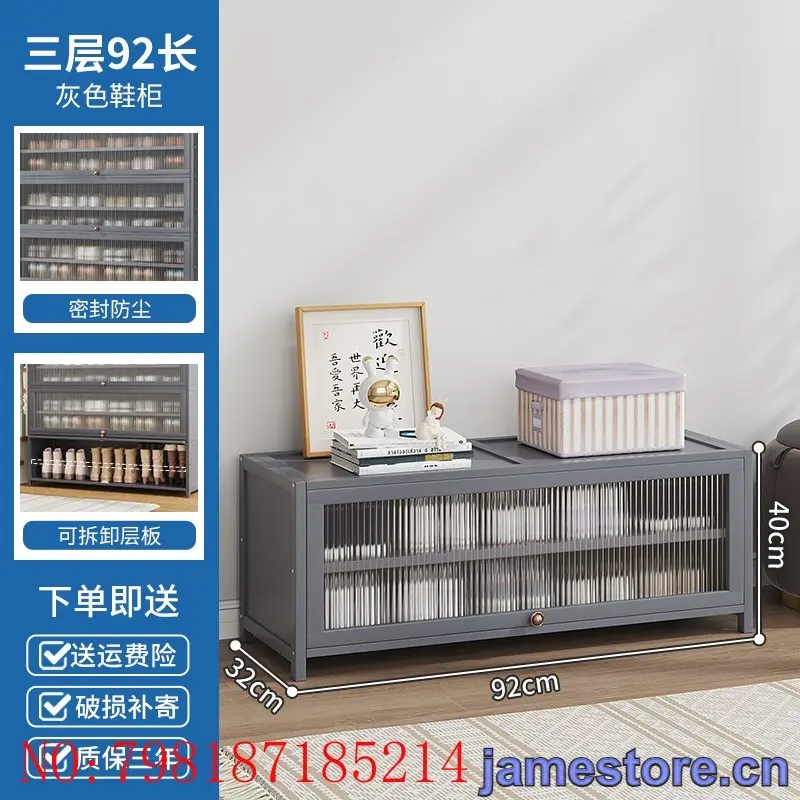 三层92长
灰色鞋柜
密封防尘
可拆卸层板
下单即送
送运费险
破损补寄
质保三年
NO:798187185214
jamestore.cn
歡迎
世界再大
吾愛吾家
40cm
32cm
92cm